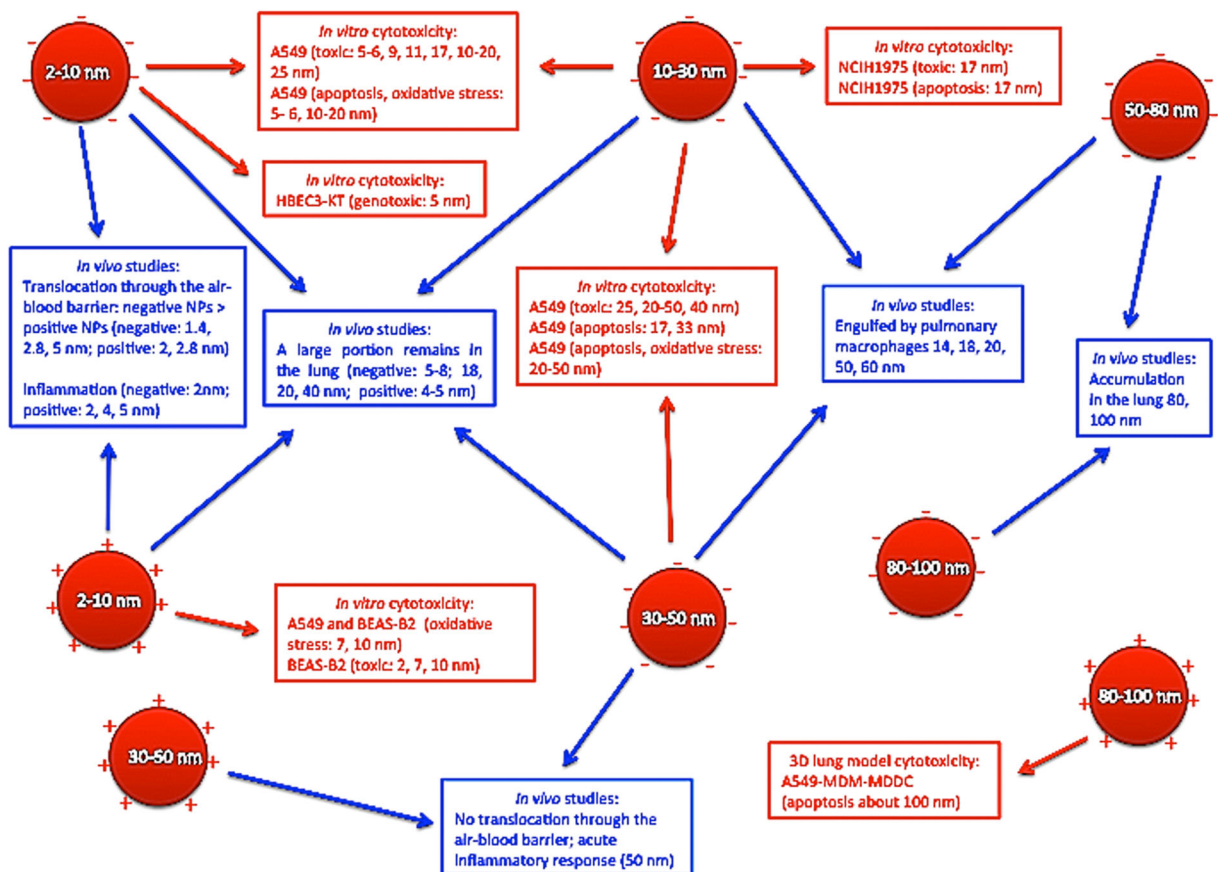 2-10 nm
In vitro cytotoxicity:
A549 (toxic: 5-6, 9, 11, 17, 10-20,
25 nm)
A549 (apoptosis, oxidative stress:
5- 6, 10-20 nm)
10-30 nm
In vitro cytotoxicity:
NCIH1975 (toxic: 17 nm)
NCIH1975 (apoptosis: 17 nm)
50-80 nm
In vitro cytotoxicity:
HBEC3-KT (genotoxic: 5 nm)
In vivo studies:
Translocation through the air-
blood barrier: negative NPs >
positive NPs (negative: 1.4,
2.8, 5 nm; positive: 2, 2.8 nm)
Inflammation (negative: 2nm;
positive: 2, 4, 5 nm)
In vivo studies:
A large portion remains in
the lung (negative: 5-8; 18,
20, 40 nm; positive: 4-5 nm)
In vitro cytotoxicity:
A549 (toxic: 25, 20-50, 40 nm)
A549 (apoptosis: 17, 33 nm)
A549 (apoptosis, oxidative stress:
20-50 nm)
In vivo studies:
Engulfed by pulmonary
macrophages 14, 18, 20,
50, 60 nm
In vivo studies:
Accumulation
in the lung 80,
100 nm
2-10 nm
In vitro cytotoxicity:
A549 and BEAS-B2 (oxidative
stress: 7, 10 nm)
BEAS-B2 (toxic: 2, 7, 10 nm)
30-50 nm
80-100 nm
30-50 nm
80-100 nm
In vivo studies:
No translocation through the
air-blood barrier; acute
inflammatory response (50 nm)
3D lung model cytotoxicity:
A549-MDM-MDDC
(apoptosis about 100 nm)